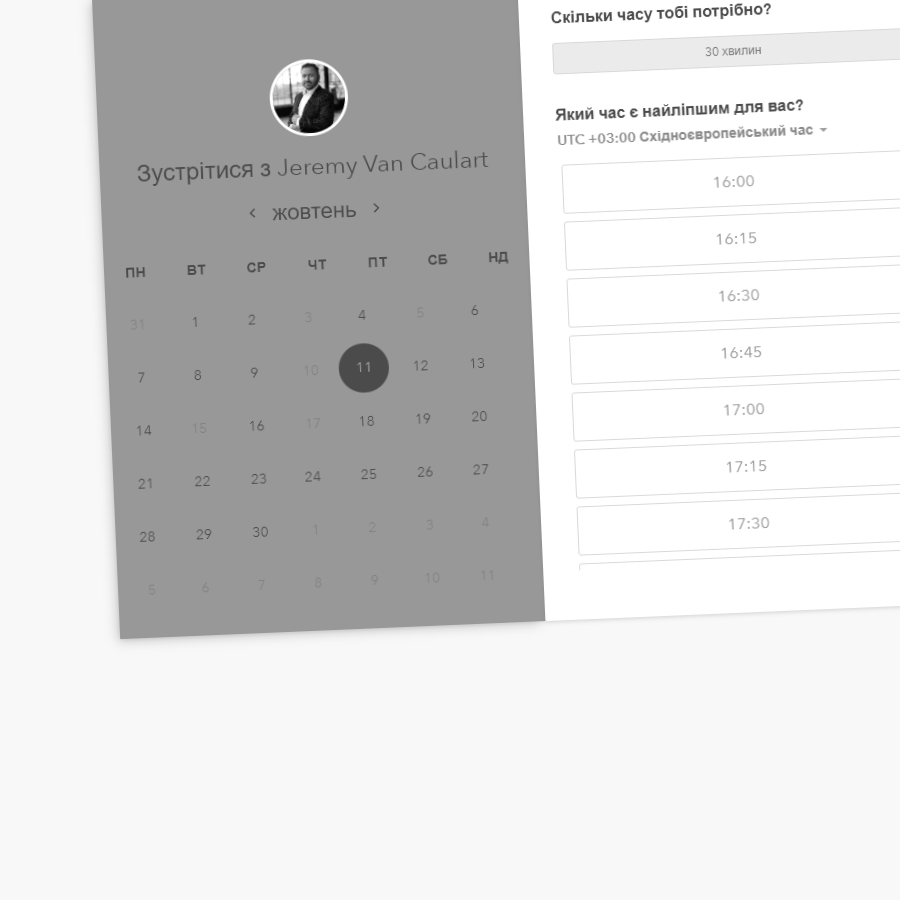 Зустрітися з Jeremy Van Caulart
жовтень
ПН ВТ СР ЧТ ПТ СБ НД
31 1 2 3 4 5 6
7 8 9 10 11 12 13
14 15 16 17 18 19 20
21 22 23 24 25 26 27
28 29 30 1 2 3 4
5 6 7 8 9 10 11
Скільки часу тобі потрібно?
30 хвилин
Який час є найліпшим для вас?
UTC +03:00 Східноєвропейський час
16:00
16:15
16:30
16:45
17:00
17:15
17:30